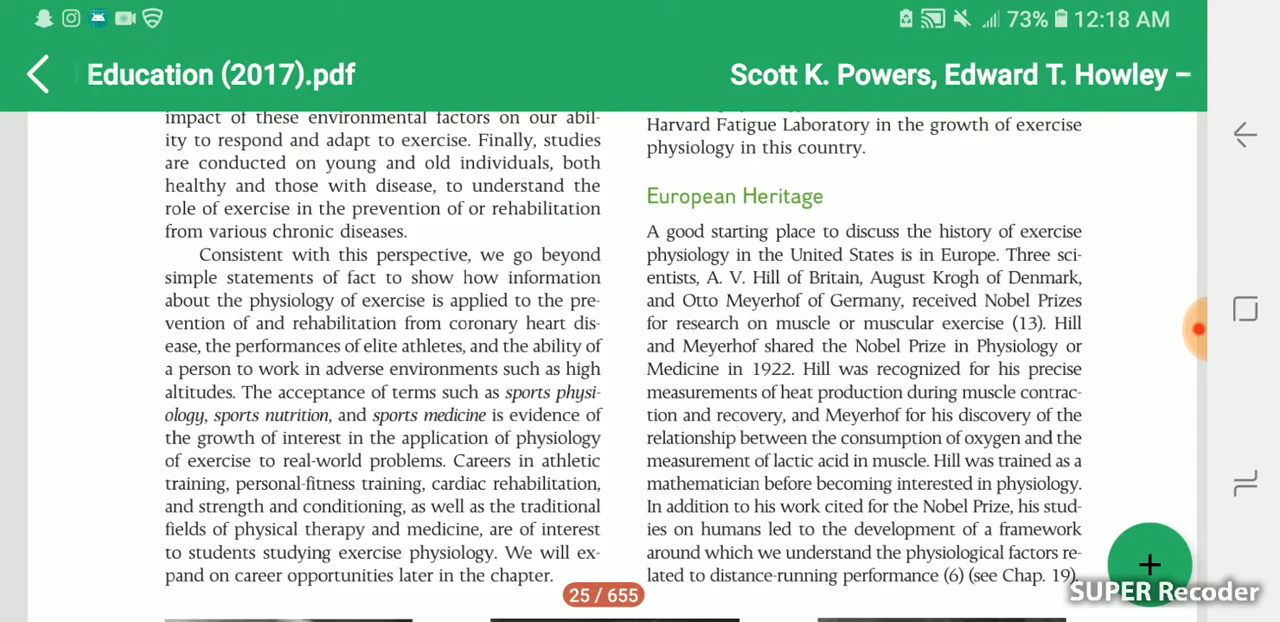 73% 12:18 AM
Education (2017).pdf
Scott K. Powers, Edward T. Howley –
impact of these environmental factors on our abil-
ity to respond and adapt to exercise. Finally, studies
are conducted on young and old individuals, both
healthy and those with disease, to understand the
role of exercise in the prevention of or rehabilitation
from various chronic diseases.
Consistent with this perspective, we go beyond
simple statements of fact to show how information
about the physiology of exercise is applied to the pre-
vention of and rehabilitation from coronary heart dis-
ease, the performances of elite athletes, and the ability of
a person to work in adverse environments such as high
altitudes. The acceptance of terms such as sports physi-
ology, sports nutrition, and sports medicine is evidence of
the growth of interest in the application of physiology
of exercise to real-world problems. Careers in athletic
training, personal-fitness training, cardiac rehabilitation,
and strength and conditioning, as well as the traditional
fields of physical therapy and medicine, are of interest
to students studying exercise physiology. We will ex-
pand on career opportunities later in the chapter.
Harvard Fatigue Laboratory in the growth of exercise
physiology in this country.
European Heritage
A good starting place to discuss the history of exercise
physiology in the United States is in Europe. Three sci-
entists, A. V. Hill of Britain, August Krogh of Denmark,
and Otto Meyerhof of Germany, received Nobel Prizes
for research on muscle or muscular exercise (13). Hill
and Meyerhof shared the Nobel Prize in Physiology or
Medicine in 1922. Hill was recognized for his precise
measurements of heat production during muscle contrac-
tion and recovery, and Meyerhof for his discovery of the
relationship between the consumption of oxygen and the
measurement of lactic acid in muscle. Hill was trained as a
mathematician before becoming interested in physiology.
In addition to his work cited for the Nobel Prize, his stud-
ies on humans led to the development of a framework
around which we understand the physiological factors re-
lated to distance-running performance (6) (see Chap. 19).
25 / 655
+
SUPER Recoder